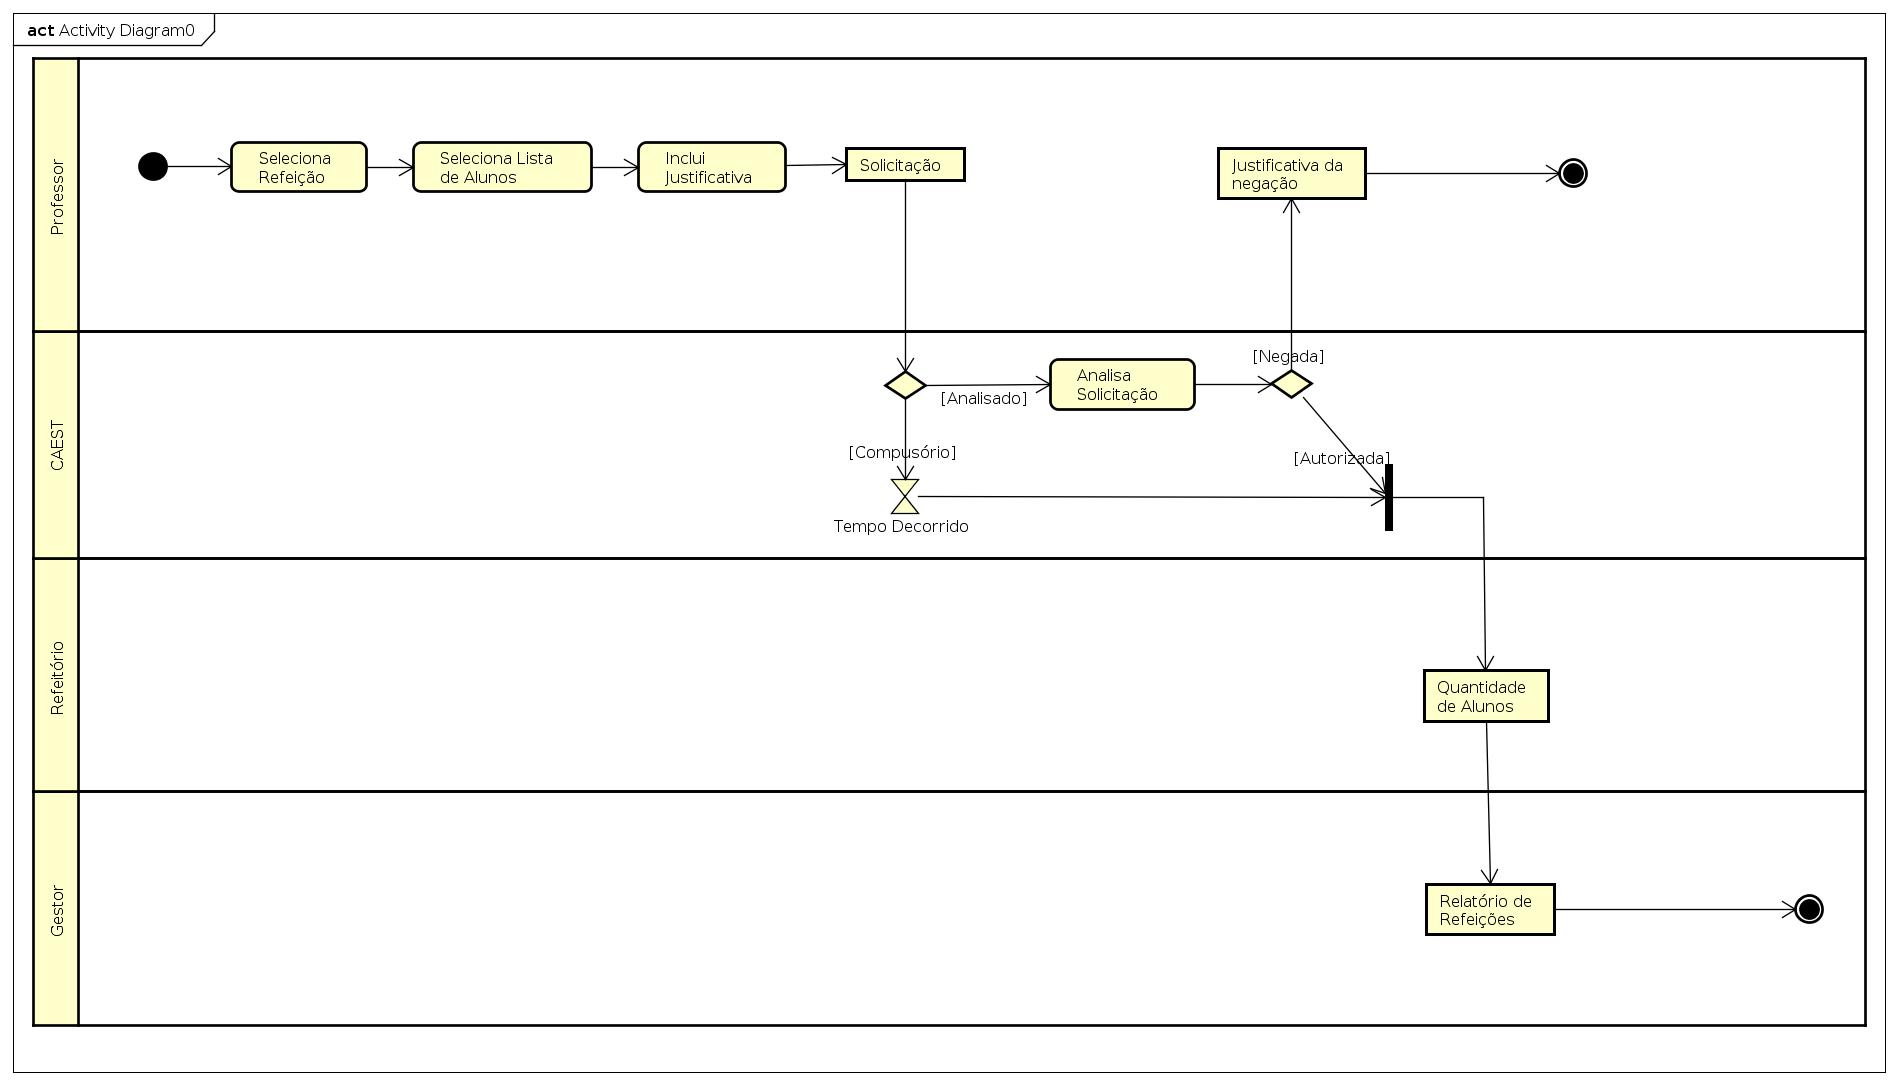 act Activity Diagram0
Professor
Seleciona
Refeição
Seleciona Lista
de Alunos
Inclui
Justificativa
Solicitação
Justificativa da
negação
CAEST
[Negada]
Analisa
Solicitação
[Analisado]
[Compusório]
[Autorizada]
Tempo Decorrido
Refeitório
Quantidade
de Alunos
Gestor
Relatório de
Refeições